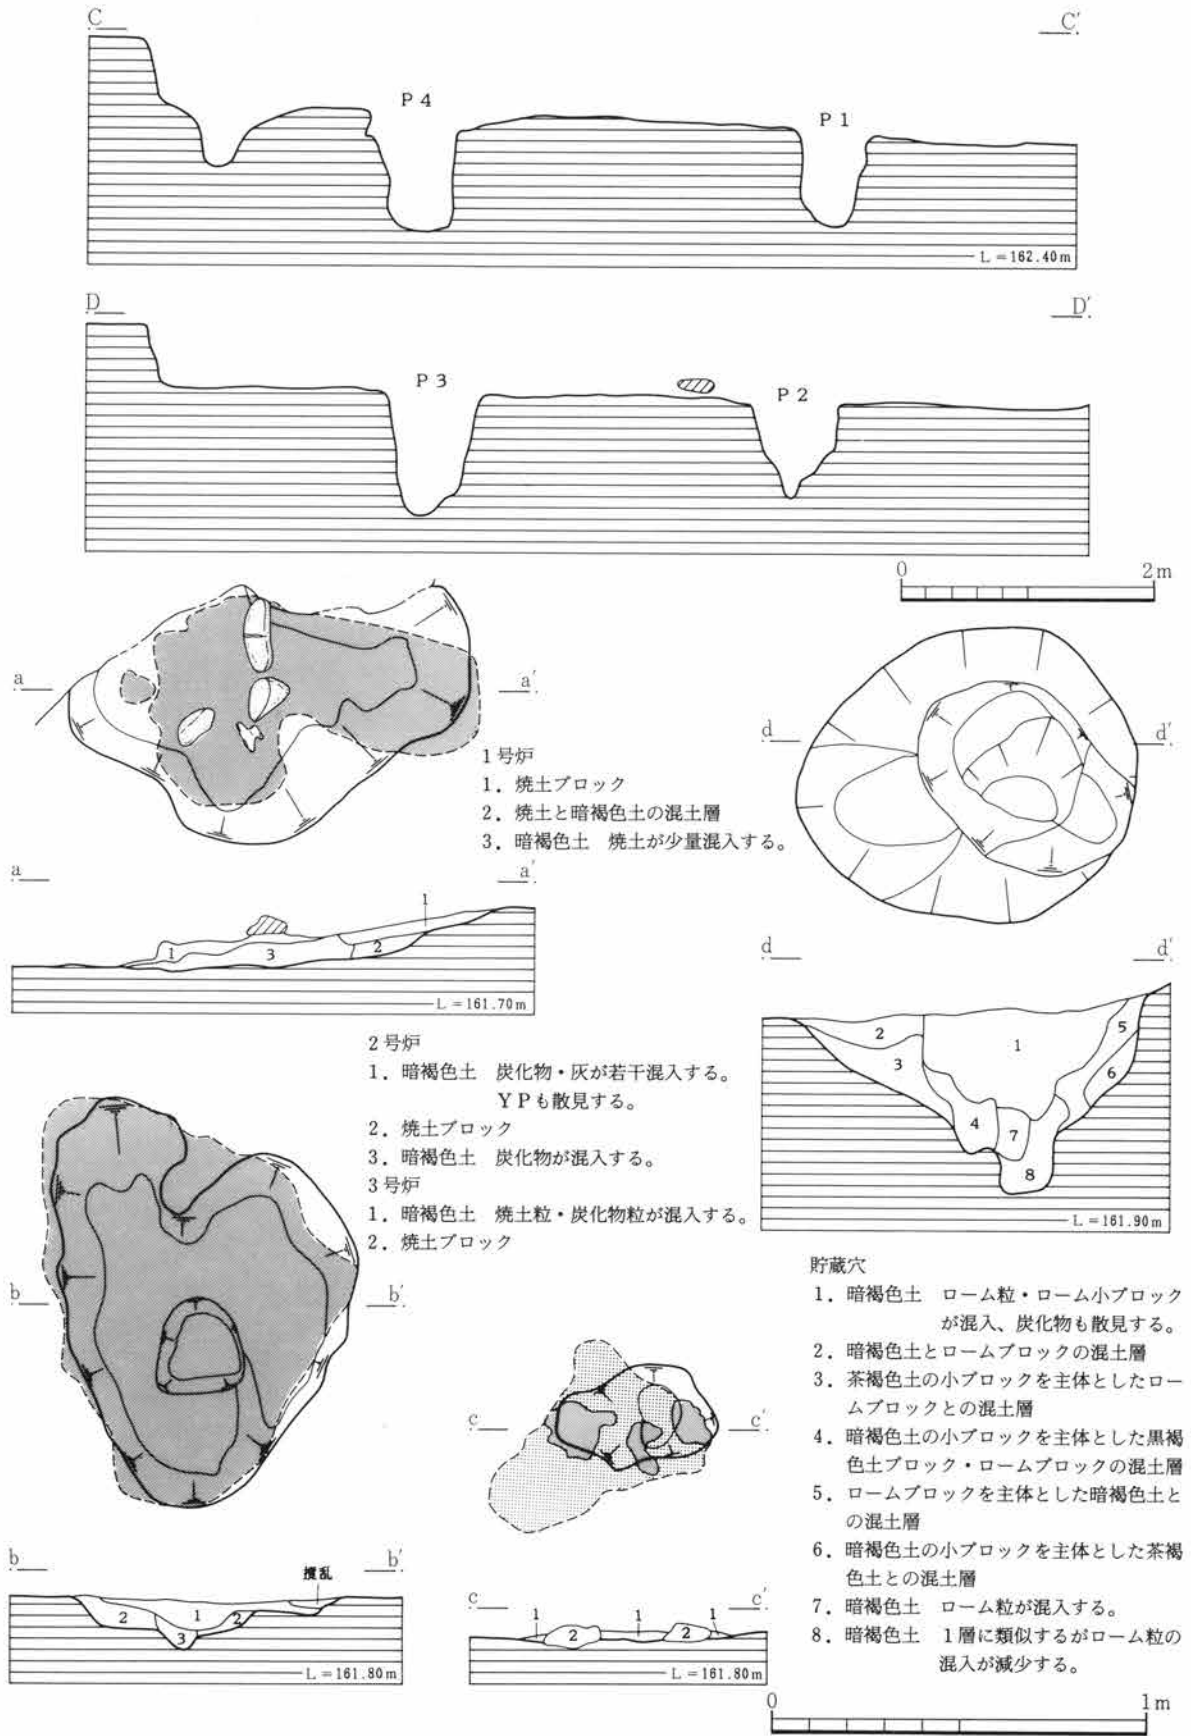 C
C′
P 4
P 1
L =162.40m
D
D′
P 3
P 2
0
2m
a
a′
1号炉
1．焼土ブロック
2．焼土と暗褐色土の混土層
3．暗褐色土　焼土が少量混入する。
d
d′
a
a′
1
1
3
2
L =161.70m
d
d′
2
1
5
3
6
4
7
8
L =161.90m
2号炉
1．暗褐色土　炭化物・灰が若干混入する。
ＹＰも散見する。
2．焼土ブロック
3．暗褐色土　炭化物が混入する。
3号炉
1．暗褐色土　焼土粒・炭化物粒が混入する。
2．焼土ブロック
b
b′
c
c′
b
b′
攪乱
2
1
2
3
L =161.80m
c
c′
1
1
1
2
2
L =161.80m
貯蔵穴
1．暗褐色土　ローム粒・ローム小ブロック
が混入、炭化物も散見する。
2．暗褐色土とロームブロックの混土層
3．茶褐色土の小ブロックを主体としたロー
ムブロックとの混土層
4．暗褐色土の小ブロックを主体とした黒褐
色土ブロック・ロームブロックの混土層
5．ロームブロックを主体とした暗褐色土と
の混土層
6．暗褐色土の小ブロックを主体とした茶褐
色土との混土層
7．暗褐色土　ローム粒が混入する。
8．暗褐色土　1層に類似するがローム粒の
混入が減少する。
0
1m